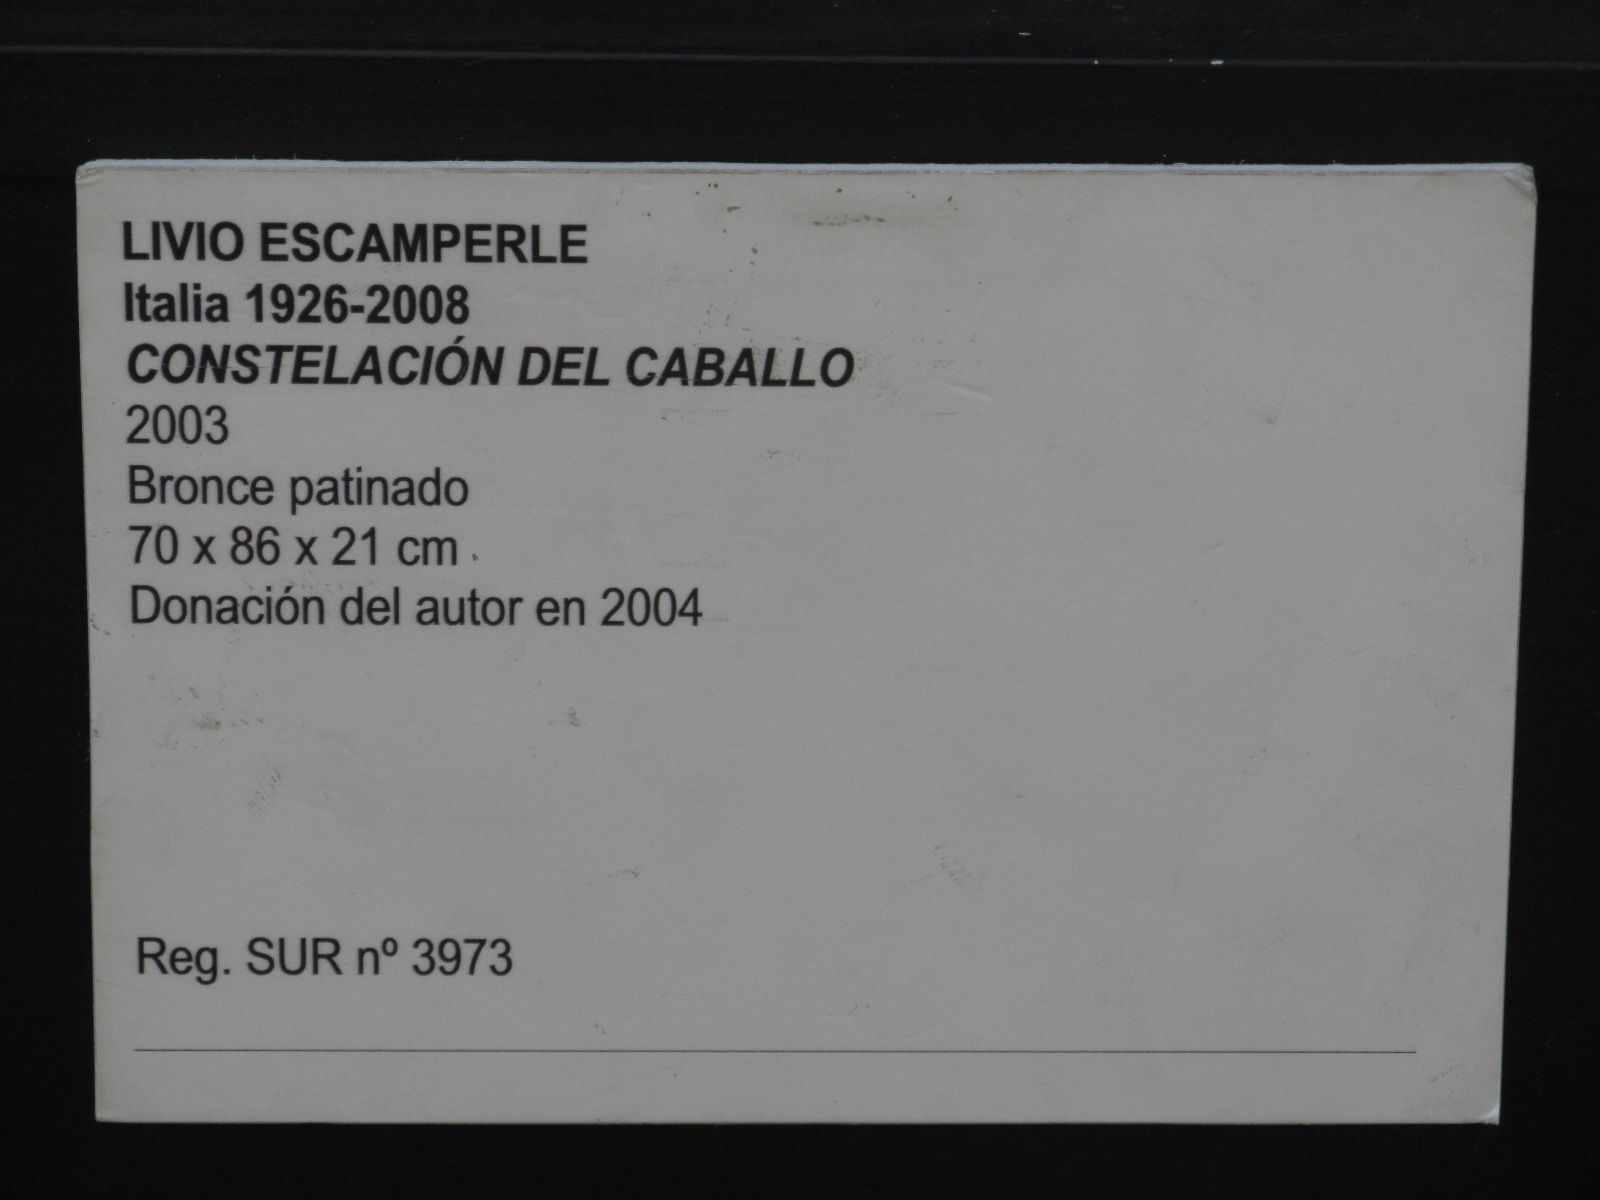 LIVIO ESCAMPERLE
Italia 1926-2008
CONSTELACIÓN DEL CABALLO
2003
Bronce patinado
70 x 86 x 21 cm
Donación del autor en 2004
Reg. SUR nº 3973